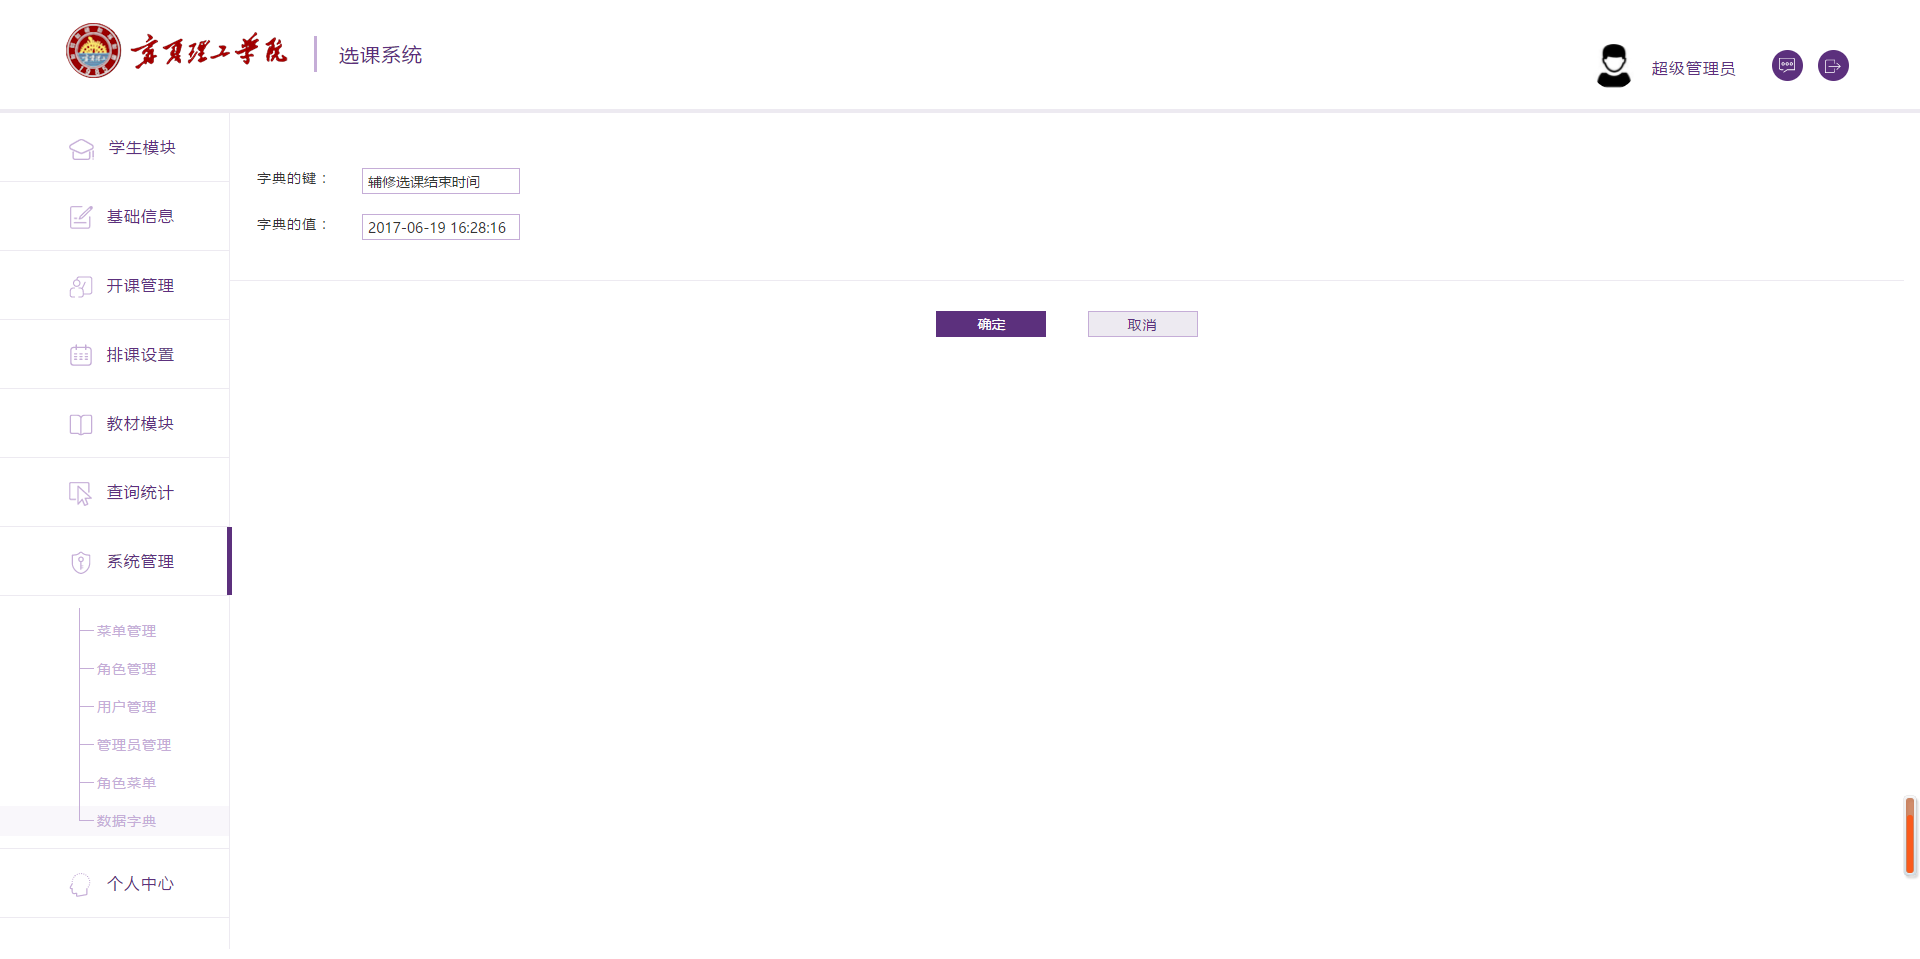 宁夏理工学院
选课系统
超级管理员
学生模块
基础信息
开课管理
排课设置
教材模块
查询统计
系统管理
菜单管理
角色管理
用户管理
管理员管理
角色菜单
数据字典
个人中心
字典的键：
辅修选课结束时间
字典的值：
2017-06-19 16:28:16
确定
取消